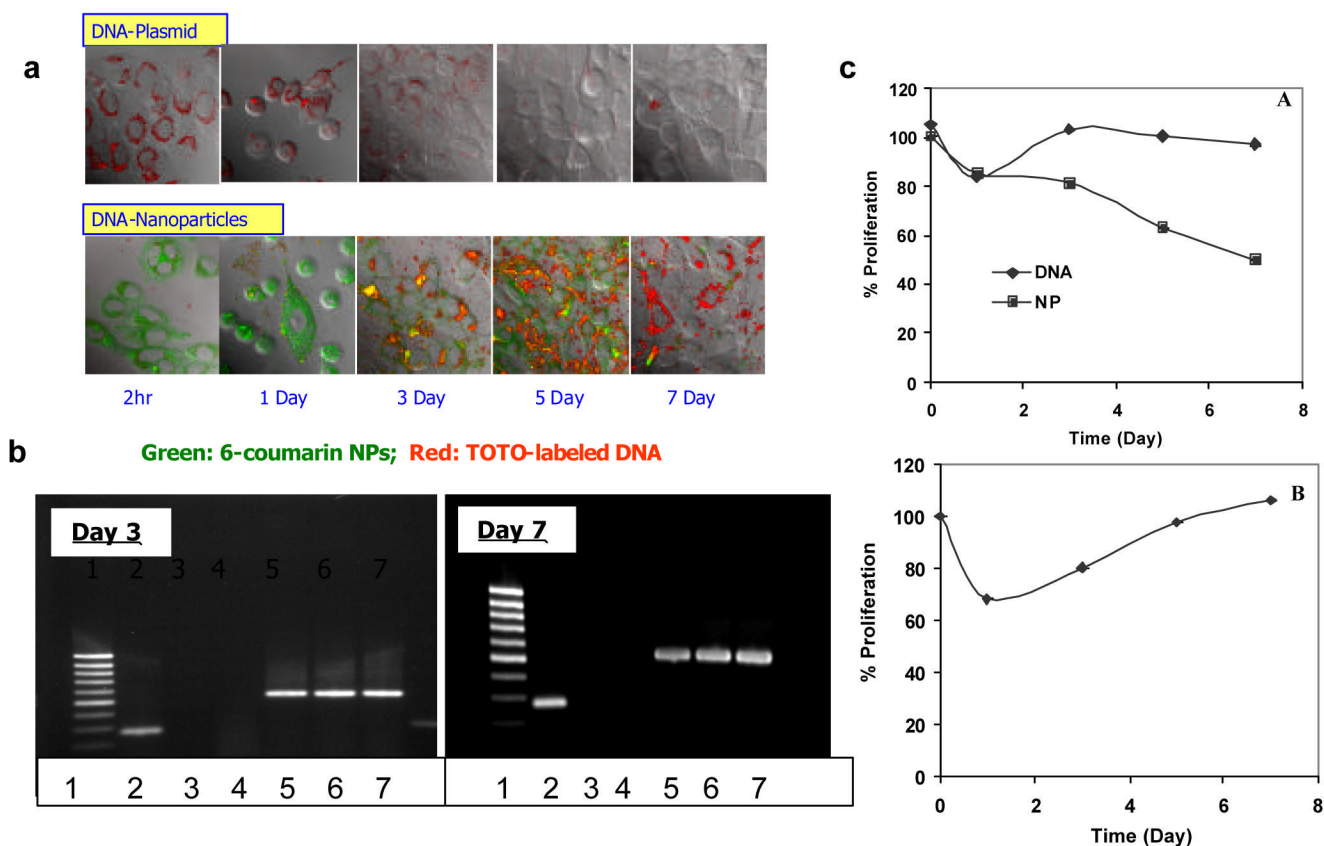 a
DNA-Plasmid
DNA-Nanoparticles
2hr 1 Day 3 Day 5 Day 7 Day
Green: 6-coumarin NPs; Red: TOTO-labeled DNA
b
Day 3
1 2 3 4 5 6 7
1 2 3 4 5 6 7
Day 7
1 2 3 4 5 6 7
c
A
% Proliferation
120
100
80
60
40
20
0
DNA
NP
0 2 4 6 8
Time (Day)
B
% Proliferation
120
100
80
60
40
20
0
0 2 4 6 8
Time (Day)